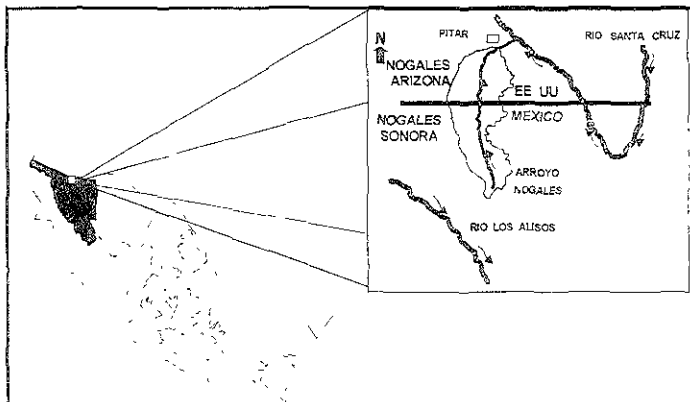 PITAR
RIO SANTA CRUZ
N
NOGALES
ARIZONA
EE UU
NOGALES
SONORA
MEXICO
ARROYO
NOGALES
RIO LOS ALISOS